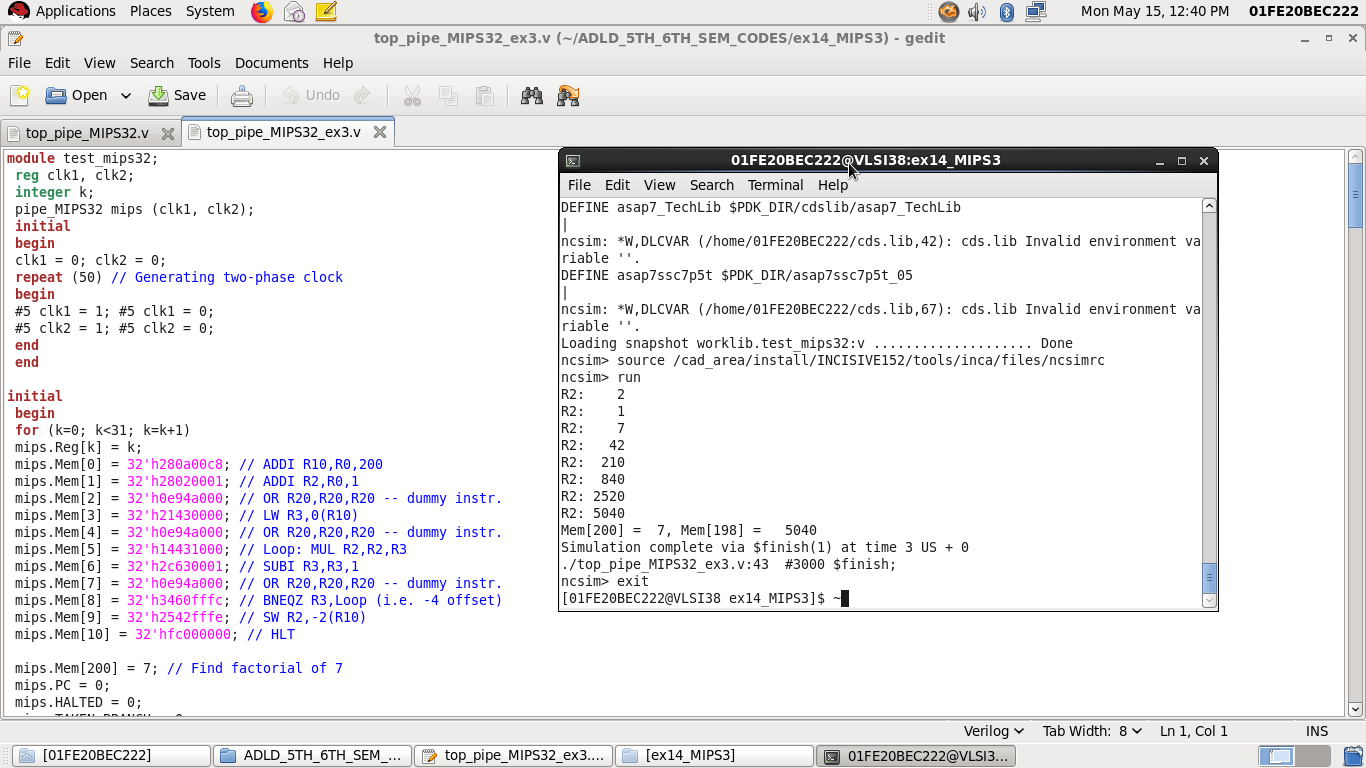 Applications Places System Mon May 15, 12:40 PM 01FE20BEC222
top_pipe_MIPS32_ex3.v (~/ADLD_5TH_6TH_SEM_CODES/ex14_MIPS3) - gedit
File Edit View Search Tools Documents Help
Open Save Undo
top_pipe_MIPS32.v top_pipe_MIPS32_ex3.v
module test_mips32;
reg clk1, clk2;
integer k;
pipe_MIPS32 mips (clk1, clk2);
initial
begin
clk1 = 0; clk2 = 0;
repeat (50) // Generating two-phase clock
begin
#5 clk1 = 1; #5 clk1 = 0;
#5 clk2 = 1; #5 clk2 = 0;
end
end
initial
begin
for (k=0; k<31; k=k+1)
mips.Reg[k] = k;
mips.Mem[0] = 32'h280a00c8; // ADDI R10,R0,200
mips.Mem[1] = 32'h28020001; // ADDI R2,R0,1
mips.Mem[2] = 32'h0e94a000; // OR R20,R20,R20 -- dummy instr.
mips.Mem[3] = 32'h21430000; // LW R3,0(R10)
mips.Mem[4] = 32'h0e94a000; // OR R20,R20,R20 -- dummy instr.
mips.Mem[5] = 32'h14431000; // Loop: MUL R2,R2,R3
mips.Mem[6] = 32'h2c630001; // SUBI R3,R3,1
mips.Mem[7] = 32'h0e94a000; // OR R20,R20,R20 -- dummy instr.
mips.Mem[8] = 32'h3460fffc; // BNEQZ R3,Loop (i.e. -4 offset)
mips.Mem[9] = 32'h2542fffe; // SW R2,-2(R10)
mips.Mem[10] = 32'hfc000000; // HLT
mips.Mem[200] = 7; // Find factorial of 7
mips.PC = 0;
mips.HALTED = 0;
01FE20BEC222@VLSI38:ex14_MIPS3
File Edit View Search Terminal Help
DEFINE asap7_TechLib $PDK_DIR/cdslib/asap7_TechLib
|
ncsim: *W,DLCVAR (/home/01FE20BEC222/cds.lib,42): cds.lib Invalid environment va
riable ''.
DEFINE asap7ssc7p5t $PDK_DIR/asap7ssc7p5t_05
|
ncsim: *W,DLCVAR (/home/01FE20BEC222/cds.lib,67): cds.lib Invalid environment va
riable ''.
Loading snapshot worklib.test_mips32:v .................... Done
ncsim> source /cad_area/install/INCISIVE152/tools/inca/files/ncsimrc
ncsim> run
R2: 2
R2: 1
R2: 7
R2: 42
R2: 210
R2: 840
R2: 2520
R2: 5040
Mem[200] = 7, Mem[198] = 5040
Simulation complete via $finish(1) at time 3 US + 0
./top_pipe_MIPS32_ex3.v:43 #3000 $finish;
ncsim> exit
[01FE20BEC222@VLSI38 ex14_MIPS3]$ ~
Verilog Tab Width: 8 Ln 1, Col 1 INS
[01FE20BEC222] ADLD_5TH_6TH_SEM_... top_pipe_MIPS32_ex3.... [ex14_MIPS3] 01FE20BEC222@VLSI3...